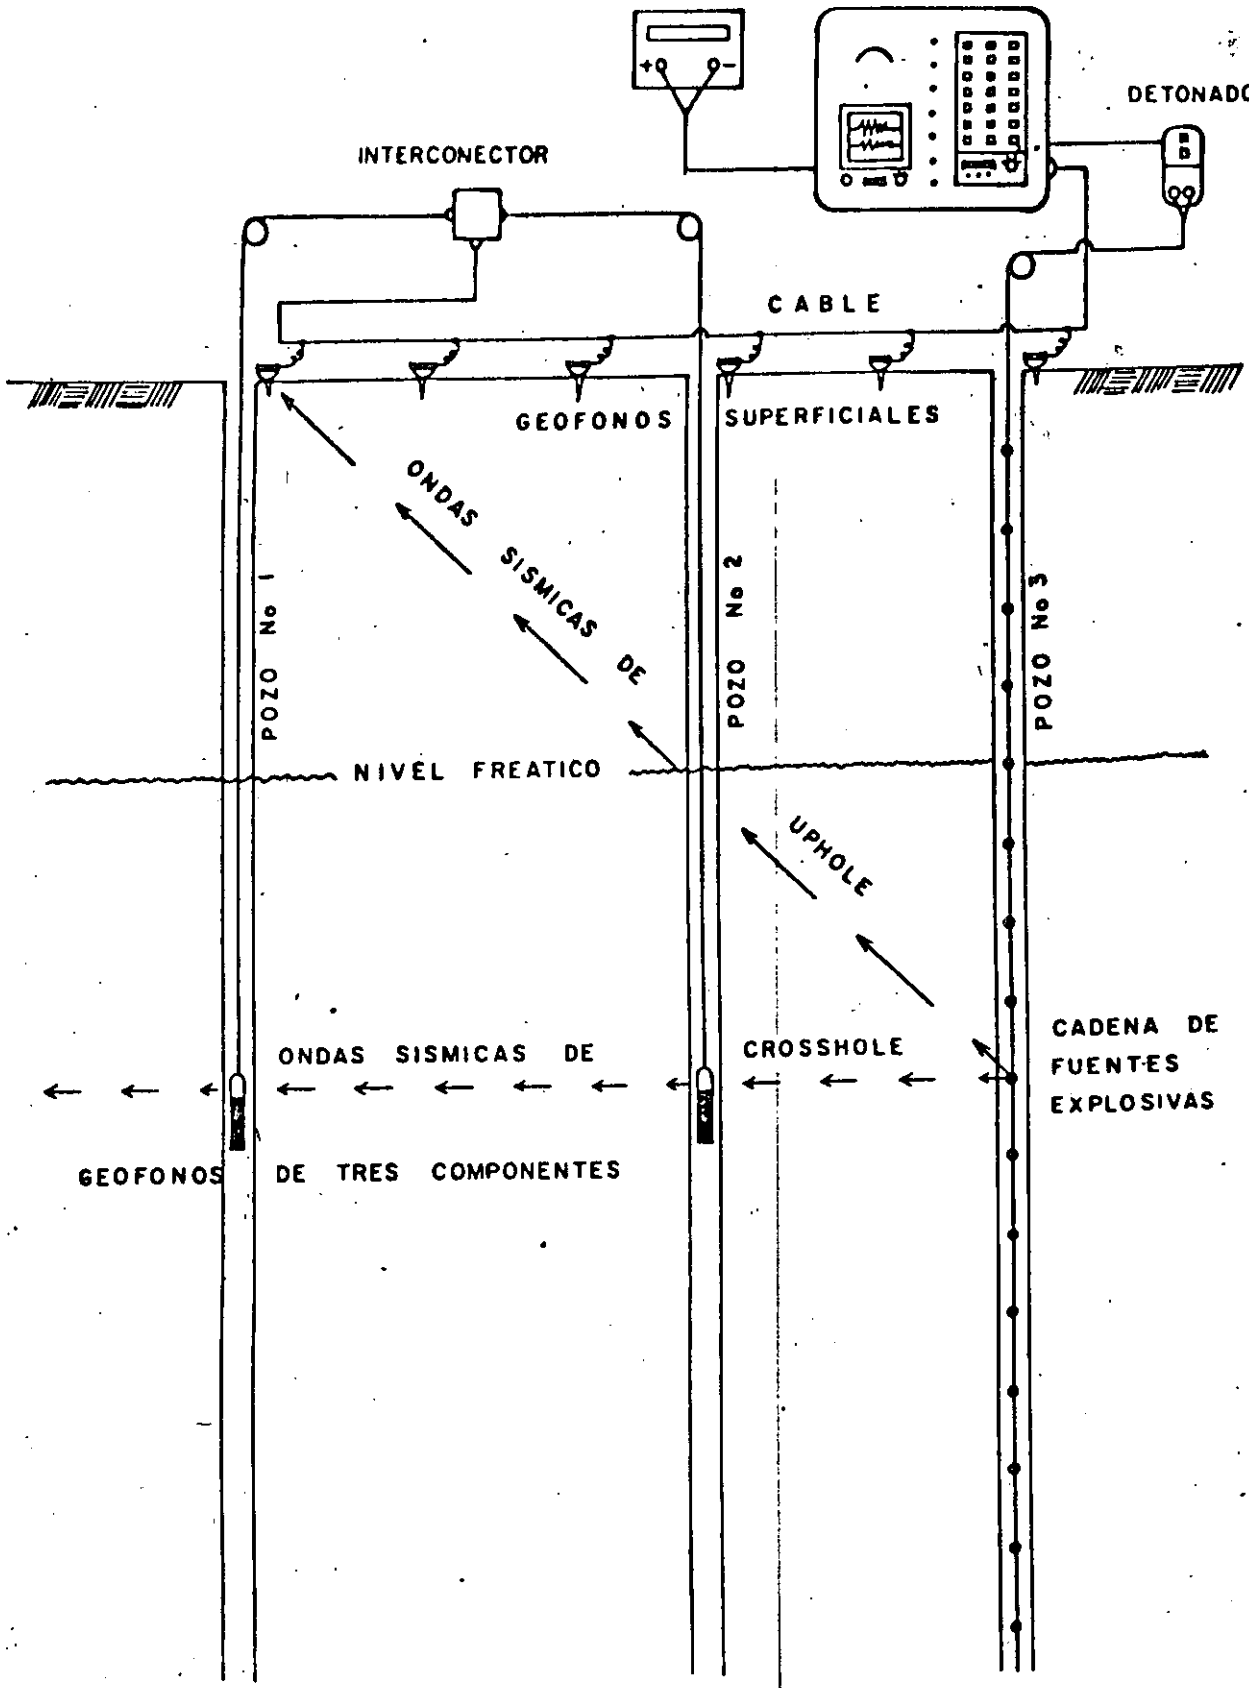 + -
DETONADO
INTERCONECTOR
CABLE
GEOFONOS SUPERFICIALES
ONDAS SISMICAS DE
UPHOLE
POZO No 1
POZO No 2
POZO No 3
NIVEL FREATICO
ONDAS SISMICAS DE CROSSHOLE
CADENA DE
FUENTES
EXPLOSIVAS
GEOFONOS DE TRES COMPONENTES